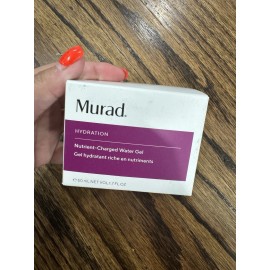 Murad.
HYDRATION
Nutrient-Charged Water Gel
Gel hydratant riche en nutriments